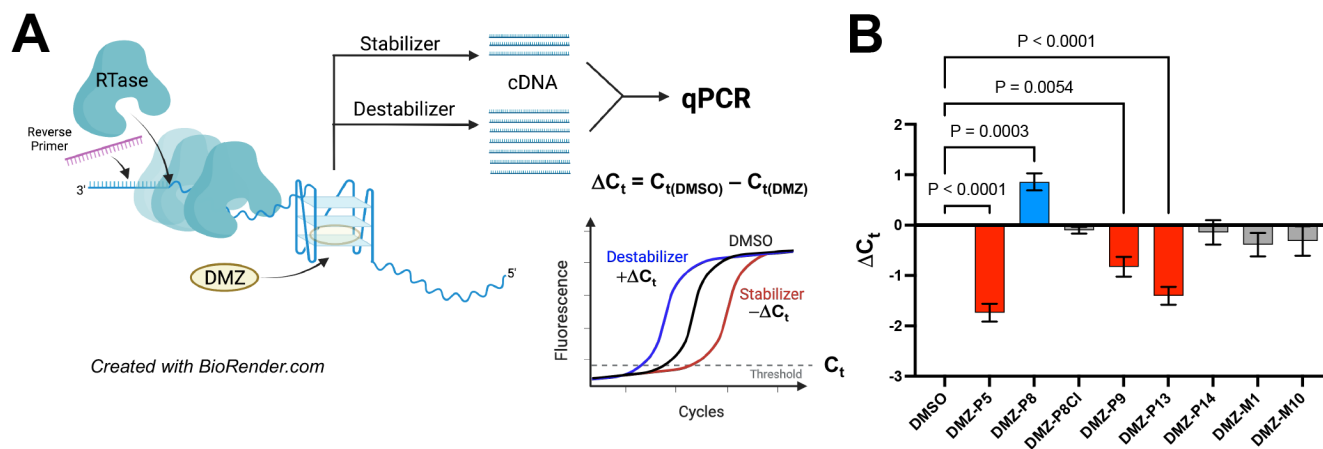 A
RTase
Reverse
Primer
3'
DMZ
5'
Created with BioRender.com
Stabilizer
Destabilizer
cDNA
qPCR
ΔCt = Ct(DMSO) − Ct(DMZ)
Fluorescence
Destabilizer
+ΔCt
DMSO
Stabilizer
−ΔCt
Threshold
Ct
Cycles
B
P < 0.0001
P = 0.0054
P = 0.0003
P < 0.0001
ΔCt
2
1
0
-1
-2
-3
DMSO
DMZ-P5
DMZ-P8
DMZ-P8Cl
DMZ-P9
DMZ-P13
DMZ-P14
DMZ-M1
DMZ-M10